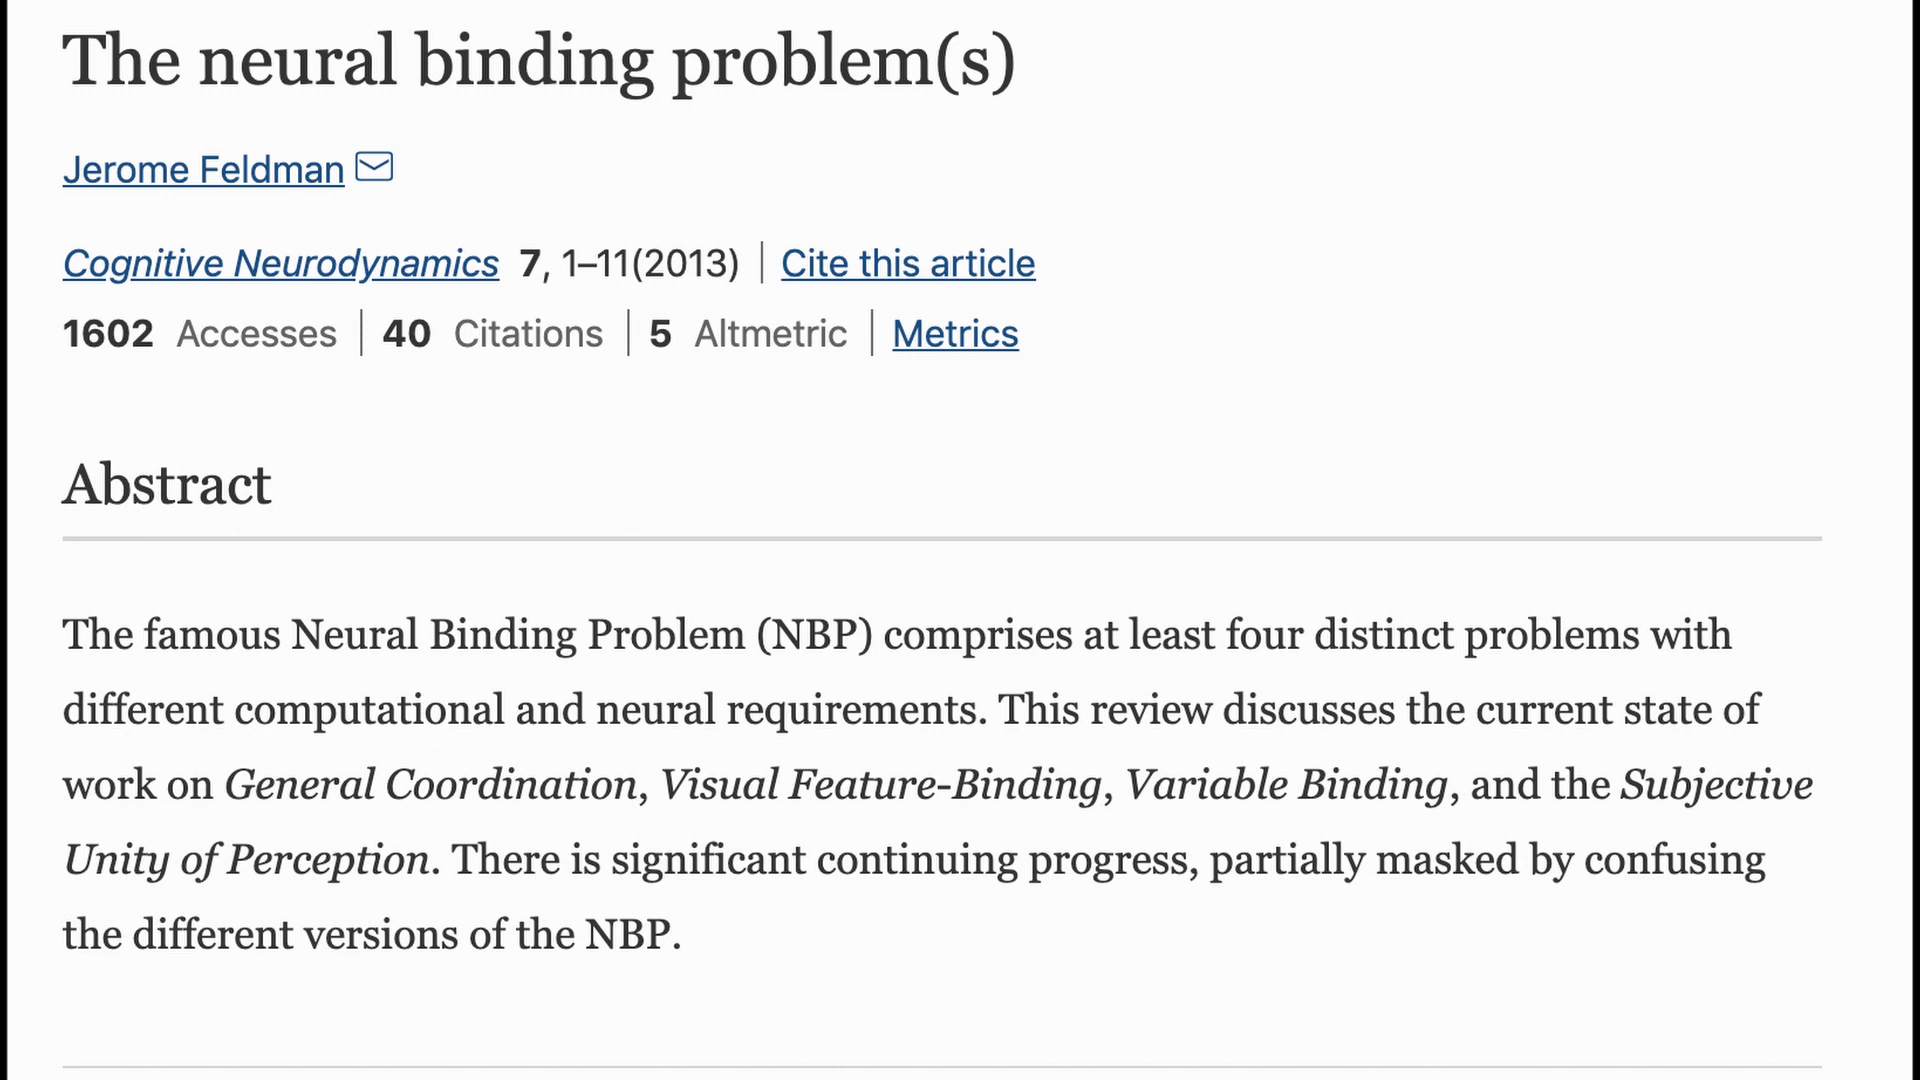 The neural binding problem(s)
Jerome Feldman
Cognitive Neurodynamics 7, 1–11(2013) | Cite this article
1602 Accesses | 40 Citations | 5 Altmetric | Metrics
Abstract
The famous Neural Binding Problem (NBP) comprises at least four distinct problems with
different computational and neural requirements. This review discusses the current state of
work on General Coordination, Visual Feature-Binding, Variable Binding, and the Subjective
Unity of Perception. There is significant continuing progress, partially masked by confusing
the different versions of the NBP.